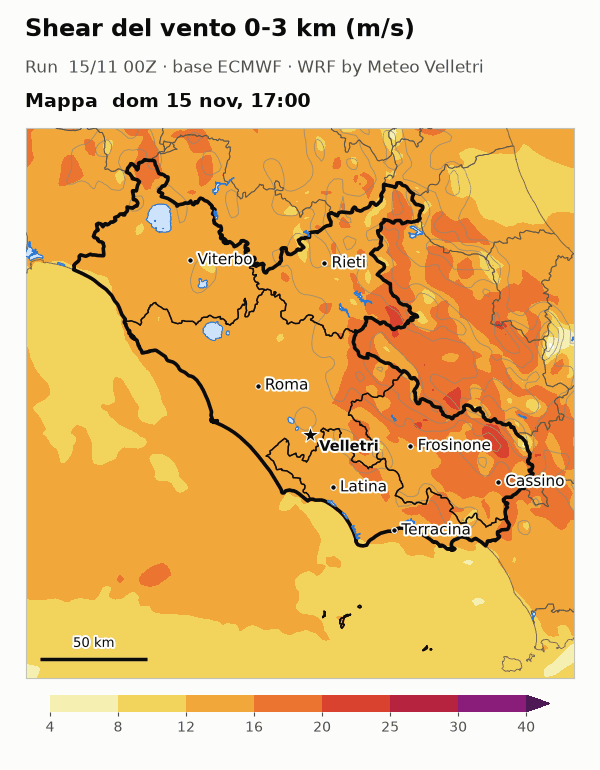 Shear del vento 0-3 km (m/s)
Run  15/11 00Z · base ECMWF · WRF by Meteo Velletri
Mappa  dom 15 nov, 17:00
Viterbo
Rieti
Roma
Velletri
Frosinone
Cassino
Latina
Terracina
50 km
4 8 12 16 20 25 30 40